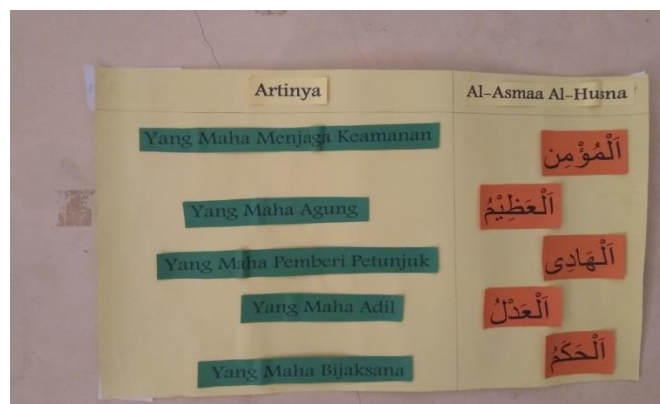 Artinya Al-Asmaa Al-Husna
Yang Maha Menjaga Keamanan اَلْمُؤْمِن
Yang Maha Agung اَلْعَظِيْمُ
Yang Maha Pemberi Petunjuk اَلْهَادِى
Yang Maha Adil اَلْعَدْلُ
Yang Maha Bijaksana اَلْحَكَمُ